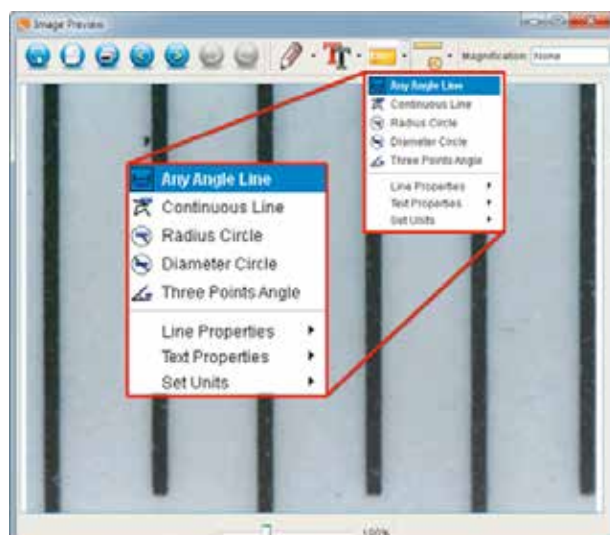 Image Preview
Magnification None
Any Angle Line
Continuous Line
Radius Circle
Diameter Circle
Three Points Angle
Line Properties
Text Properties
Set Units
Any Angle Line
Continuous Line
Radius Circle
Diameter Circle
Three Points Angle
Line Properties
Text Properties
Set Units
100%